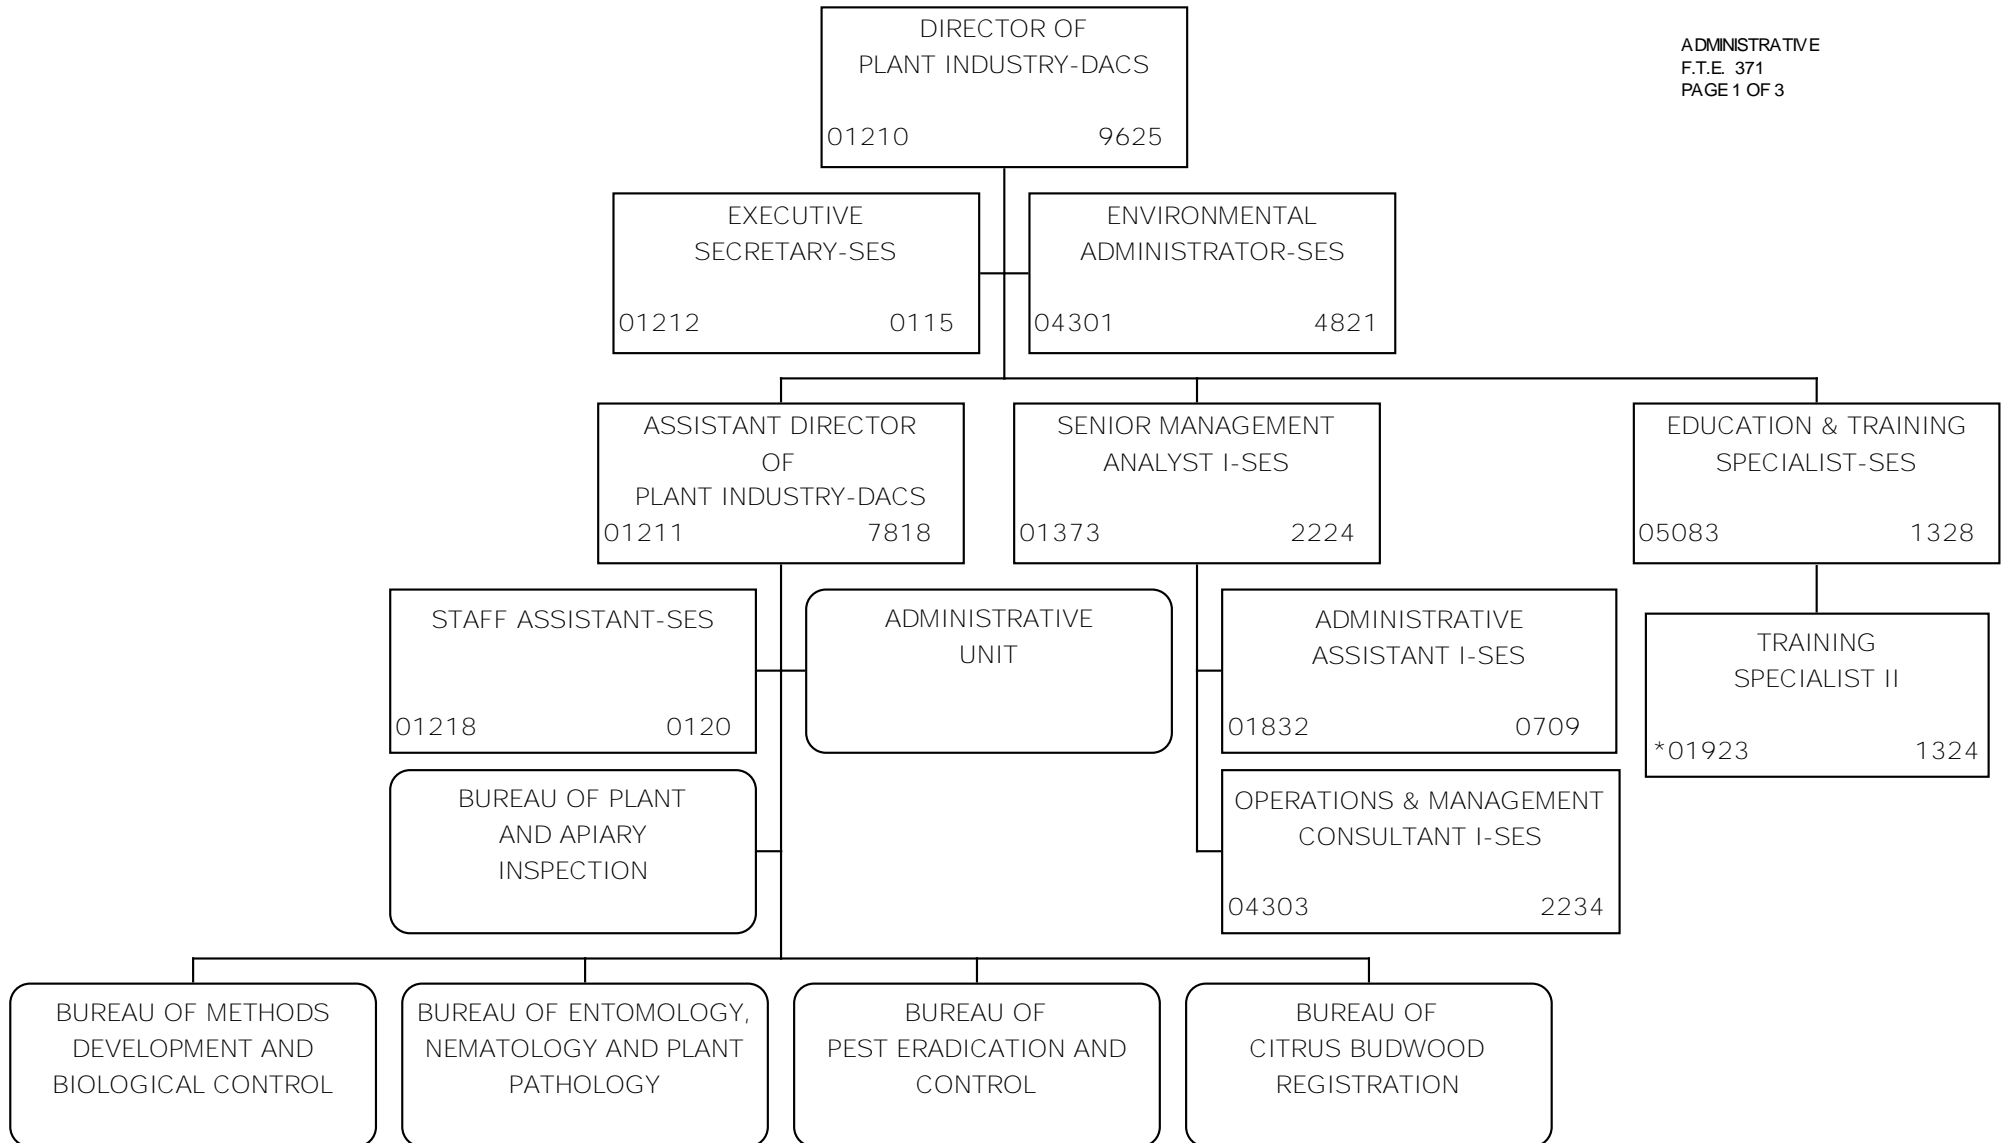 DIRECTOR OF
PLANT INDUSTRY-DACS
01210 9625
ADMINISTRATIVE
F.T.E. 371
PAGE 1 OF 3
EXECUTIVE
SECRETARY-SES
01212 0115
ENVIRONMENTAL
ADMINISTRATOR-SES
04301 4821
ASSISTANT DIRECTOR
OF
PLANT INDUSTRY-DACS
01211 7818
SENIOR MANAGEMENT
ANALYST I-SES
01373 2224
EDUCATION & TRAINING
SPECIALIST-SES
05083 1328
STAFF ASSISTANT-SES
01218 0120
ADMINISTRATIVE
UNIT
ADMINISTRATIVE
ASSISTANT I-SES
01832 0709
TRAINING
SPECIALIST II
*01923 1324
BUREAU OF PLANT
AND APIARY
INSPECTION
OPERATIONS & MANAGEMENT
CONSULTANT I-SES
04303 2234
BUREAU OF METHODS
DEVELOPMENT AND
BIOLOGICAL CONTROL
BUREAU OF ENTOMOLOGY,
NEMATOLOGY AND PLANT
PATHOLOGY
BUREAU OF
PEST ERADICATION AND
CONTROL
BUREAU OF
CITRUS BUDWOOD
REGISTRATION